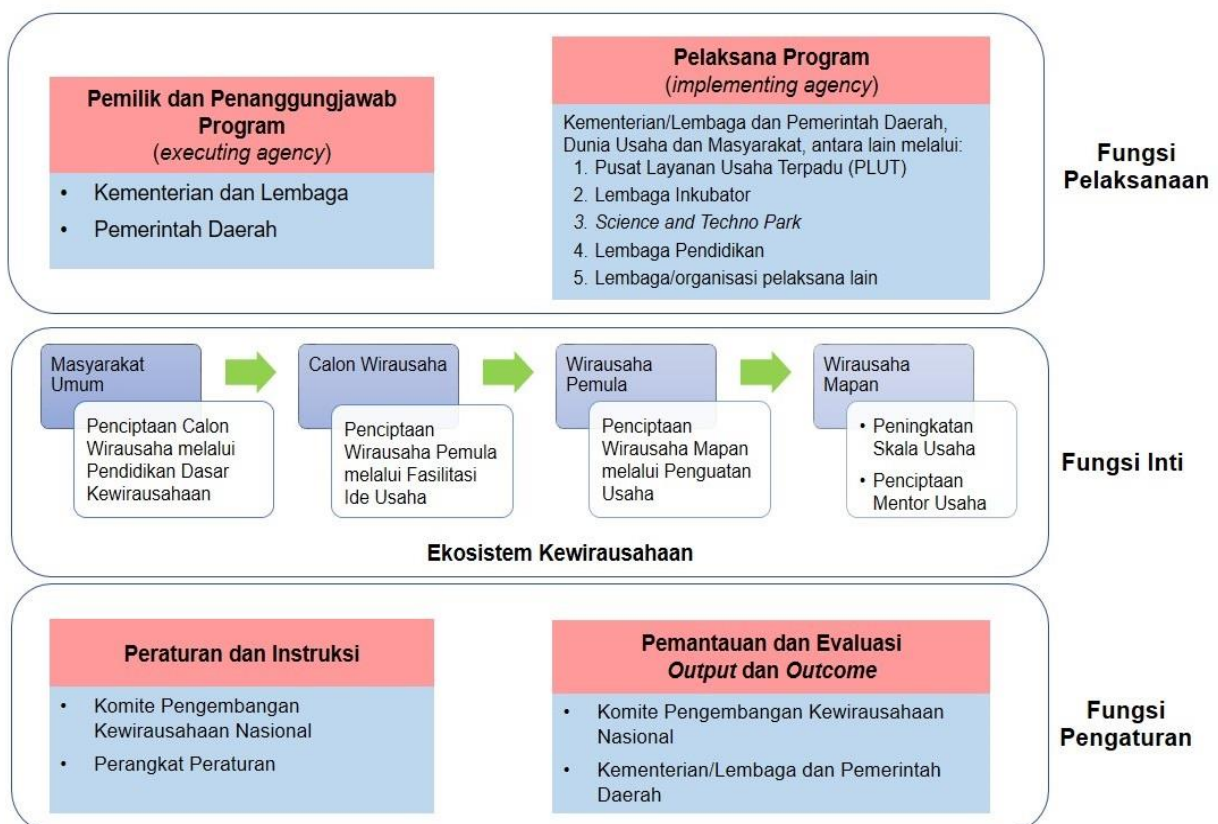 Pemilik dan Penanggungjawab
Program
(executing agency)
• Kementerian dan Lembaga
• Pemerintah Daerah
Pelaksana Program
(implementing agency)
Kementerian/Lembaga dan Pemerintah Daerah,
Dunia Usaha dan Masyarakat, antara lain melalui:
1. Pusat Layanan Usaha Terpadu (PLUT)
2. Lembaga Inkubator
3. Science and Techno Park
4. Lembaga Pendidikan
5. Lembaga/organisasi pelaksana lain
Fungsi
Pelaksanaan
Masyarakat
Umum
Penciptaan Calon
Wirausaha melalui
Pendidikan Dasar
Kewirausahaan
Calon Wirausaha
Penciptaan
Wirausaha Pemula
melalui Fasilitasi
Ide Usaha
Wirausaha
Pemula
Penciptaan
Wirausaha Mapan
melalui Penguatan
Usaha
Wirausaha
Mapan
• Peningkatan
Skala Usaha
• Penciptaan
Mentor Usaha
Fungsi Inti
Ekosistem Kewirausahaan
Peraturan dan Instruksi
• Komite Pengembangan
Kewirausahaan Nasional
• Perangkat Peraturan
Pemantauan dan Evaluasi
Output dan Outcome
• Komite Pengembangan Kewirausahaan
Nasional
• Kementerian/Lembaga dan Pemerintah
Daerah
Fungsi
Pengaturan